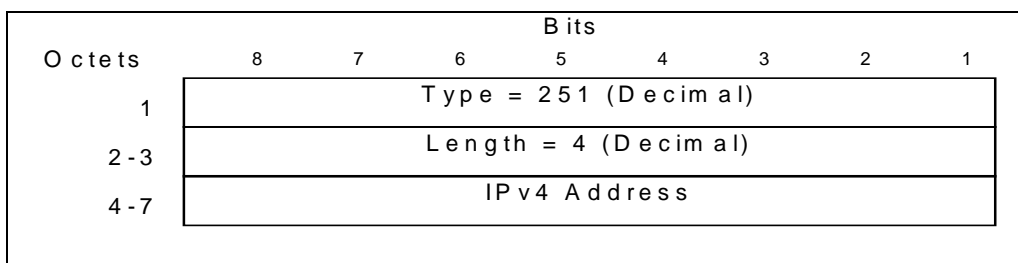 Bits
Octets 8 7 6 5 4 3 2 1
1 Type = 251 (Decimal)
2-3 Length = 4 (Decimal)
4-7 IPv4 Address